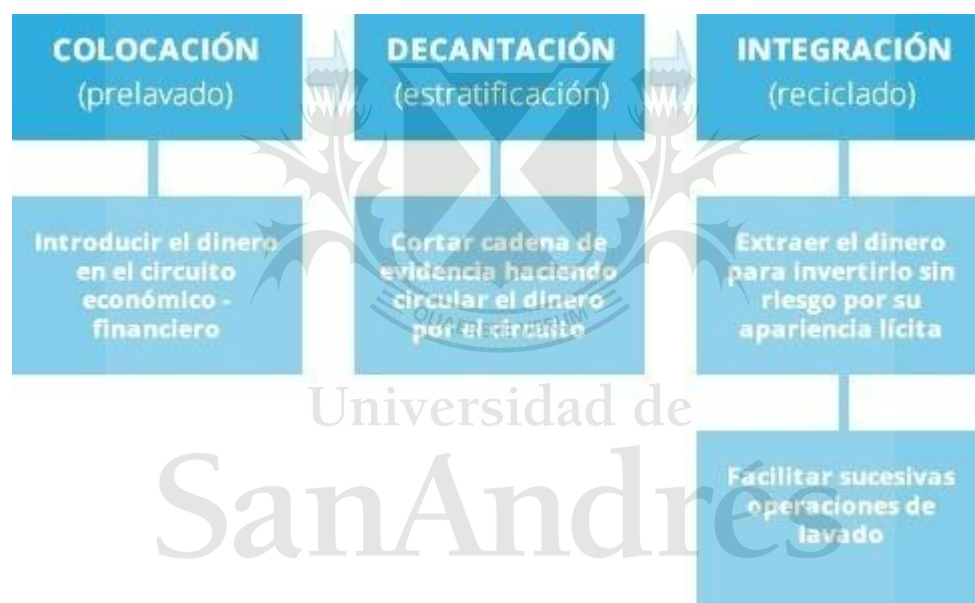 COLOCACIÓN
(prelavado)
Introducir el dinero
en el circuito
económico -
financiero
DECANTACIÓN
(estratificación)
Cortar cadena de
evidencia haciendo
circular el dinero
por el circuito
INTEGRACIÓN
(reciclado)
Extraer el dinero
para invertirlo sin
riesgo por su
apariencia lícita
Facilitar sucesivas
operaciones de
lavado
QUAERERE VERUM
Universidad de
SanAndrés